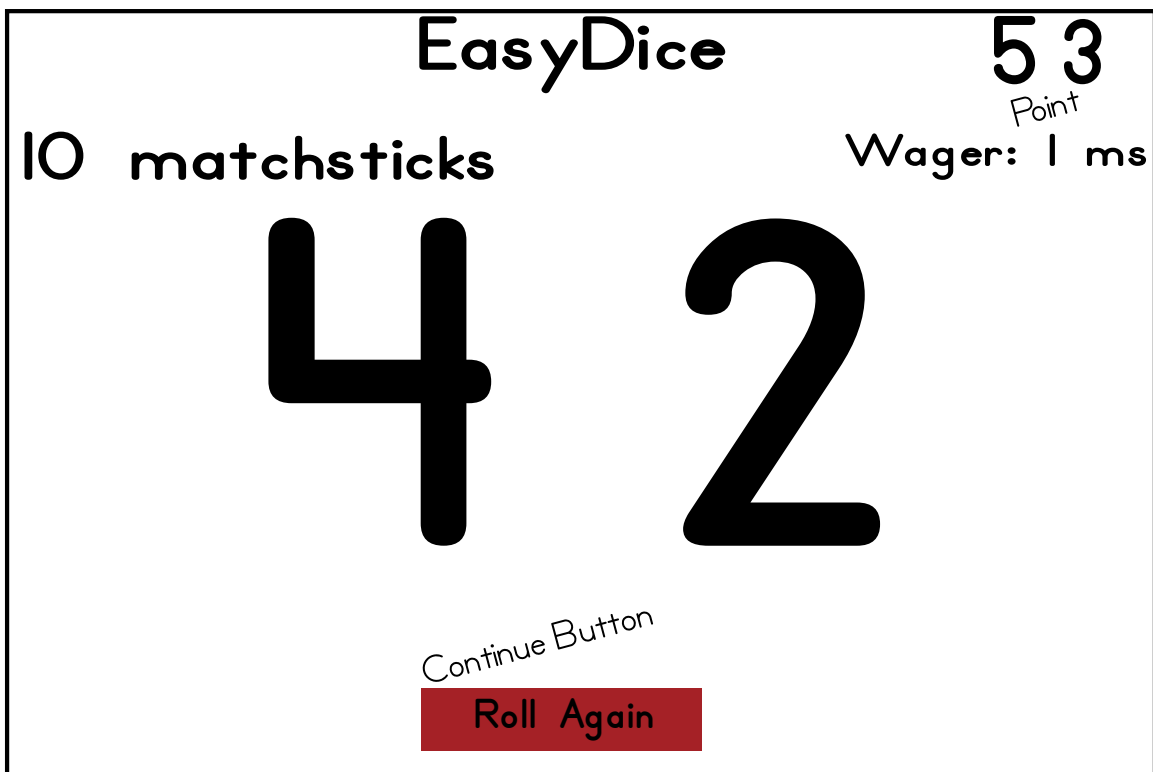 EasyDice
5 3
Point
10 matchsticks
Wager: 1 ms
4 2
Continue Button
Roll Again